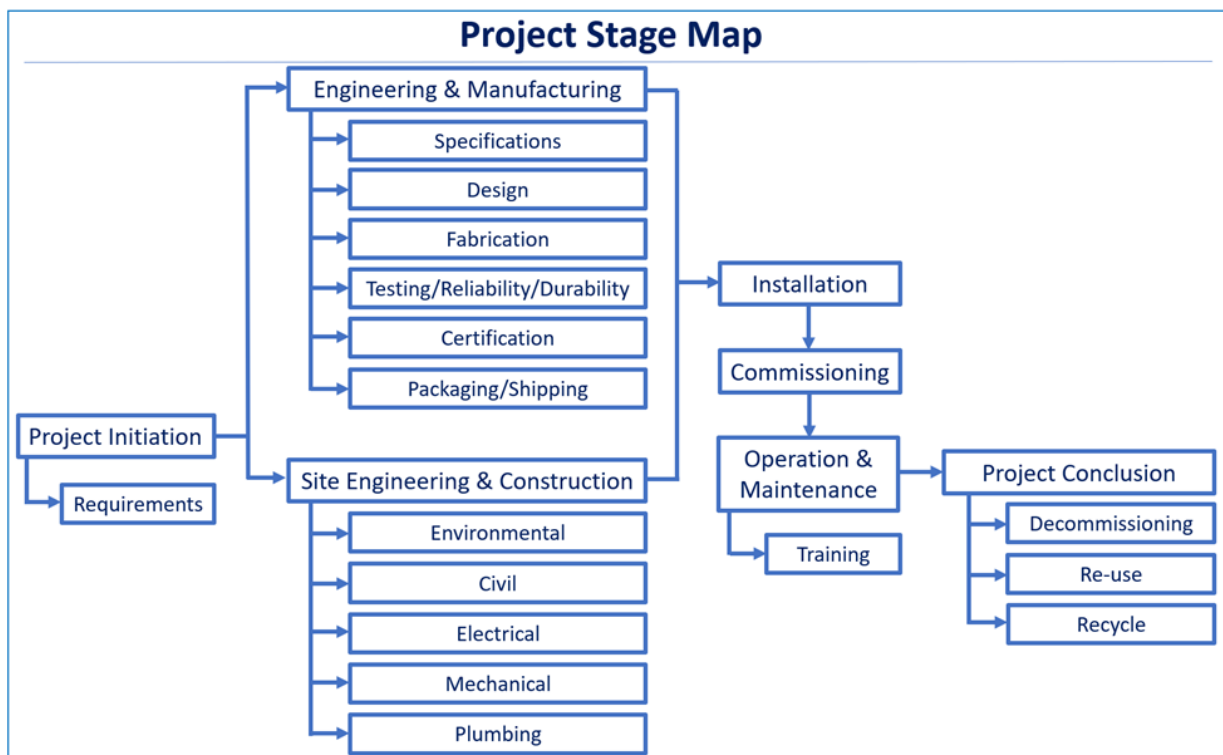 Project Stage Map
Project Initiation
Requirements
Engineering & Manufacturing
Specifications
Design
Fabrication
Testing/Reliability/Durability
Certification
Packaging/Shipping
Site Engineering & Construction
Environmental
Civil
Electrical
Mechanical
Plumbing
Installation
Commissioning
Operation &
Maintenance
Training
Project Conclusion
Decommissioning
Re-use
Recycle